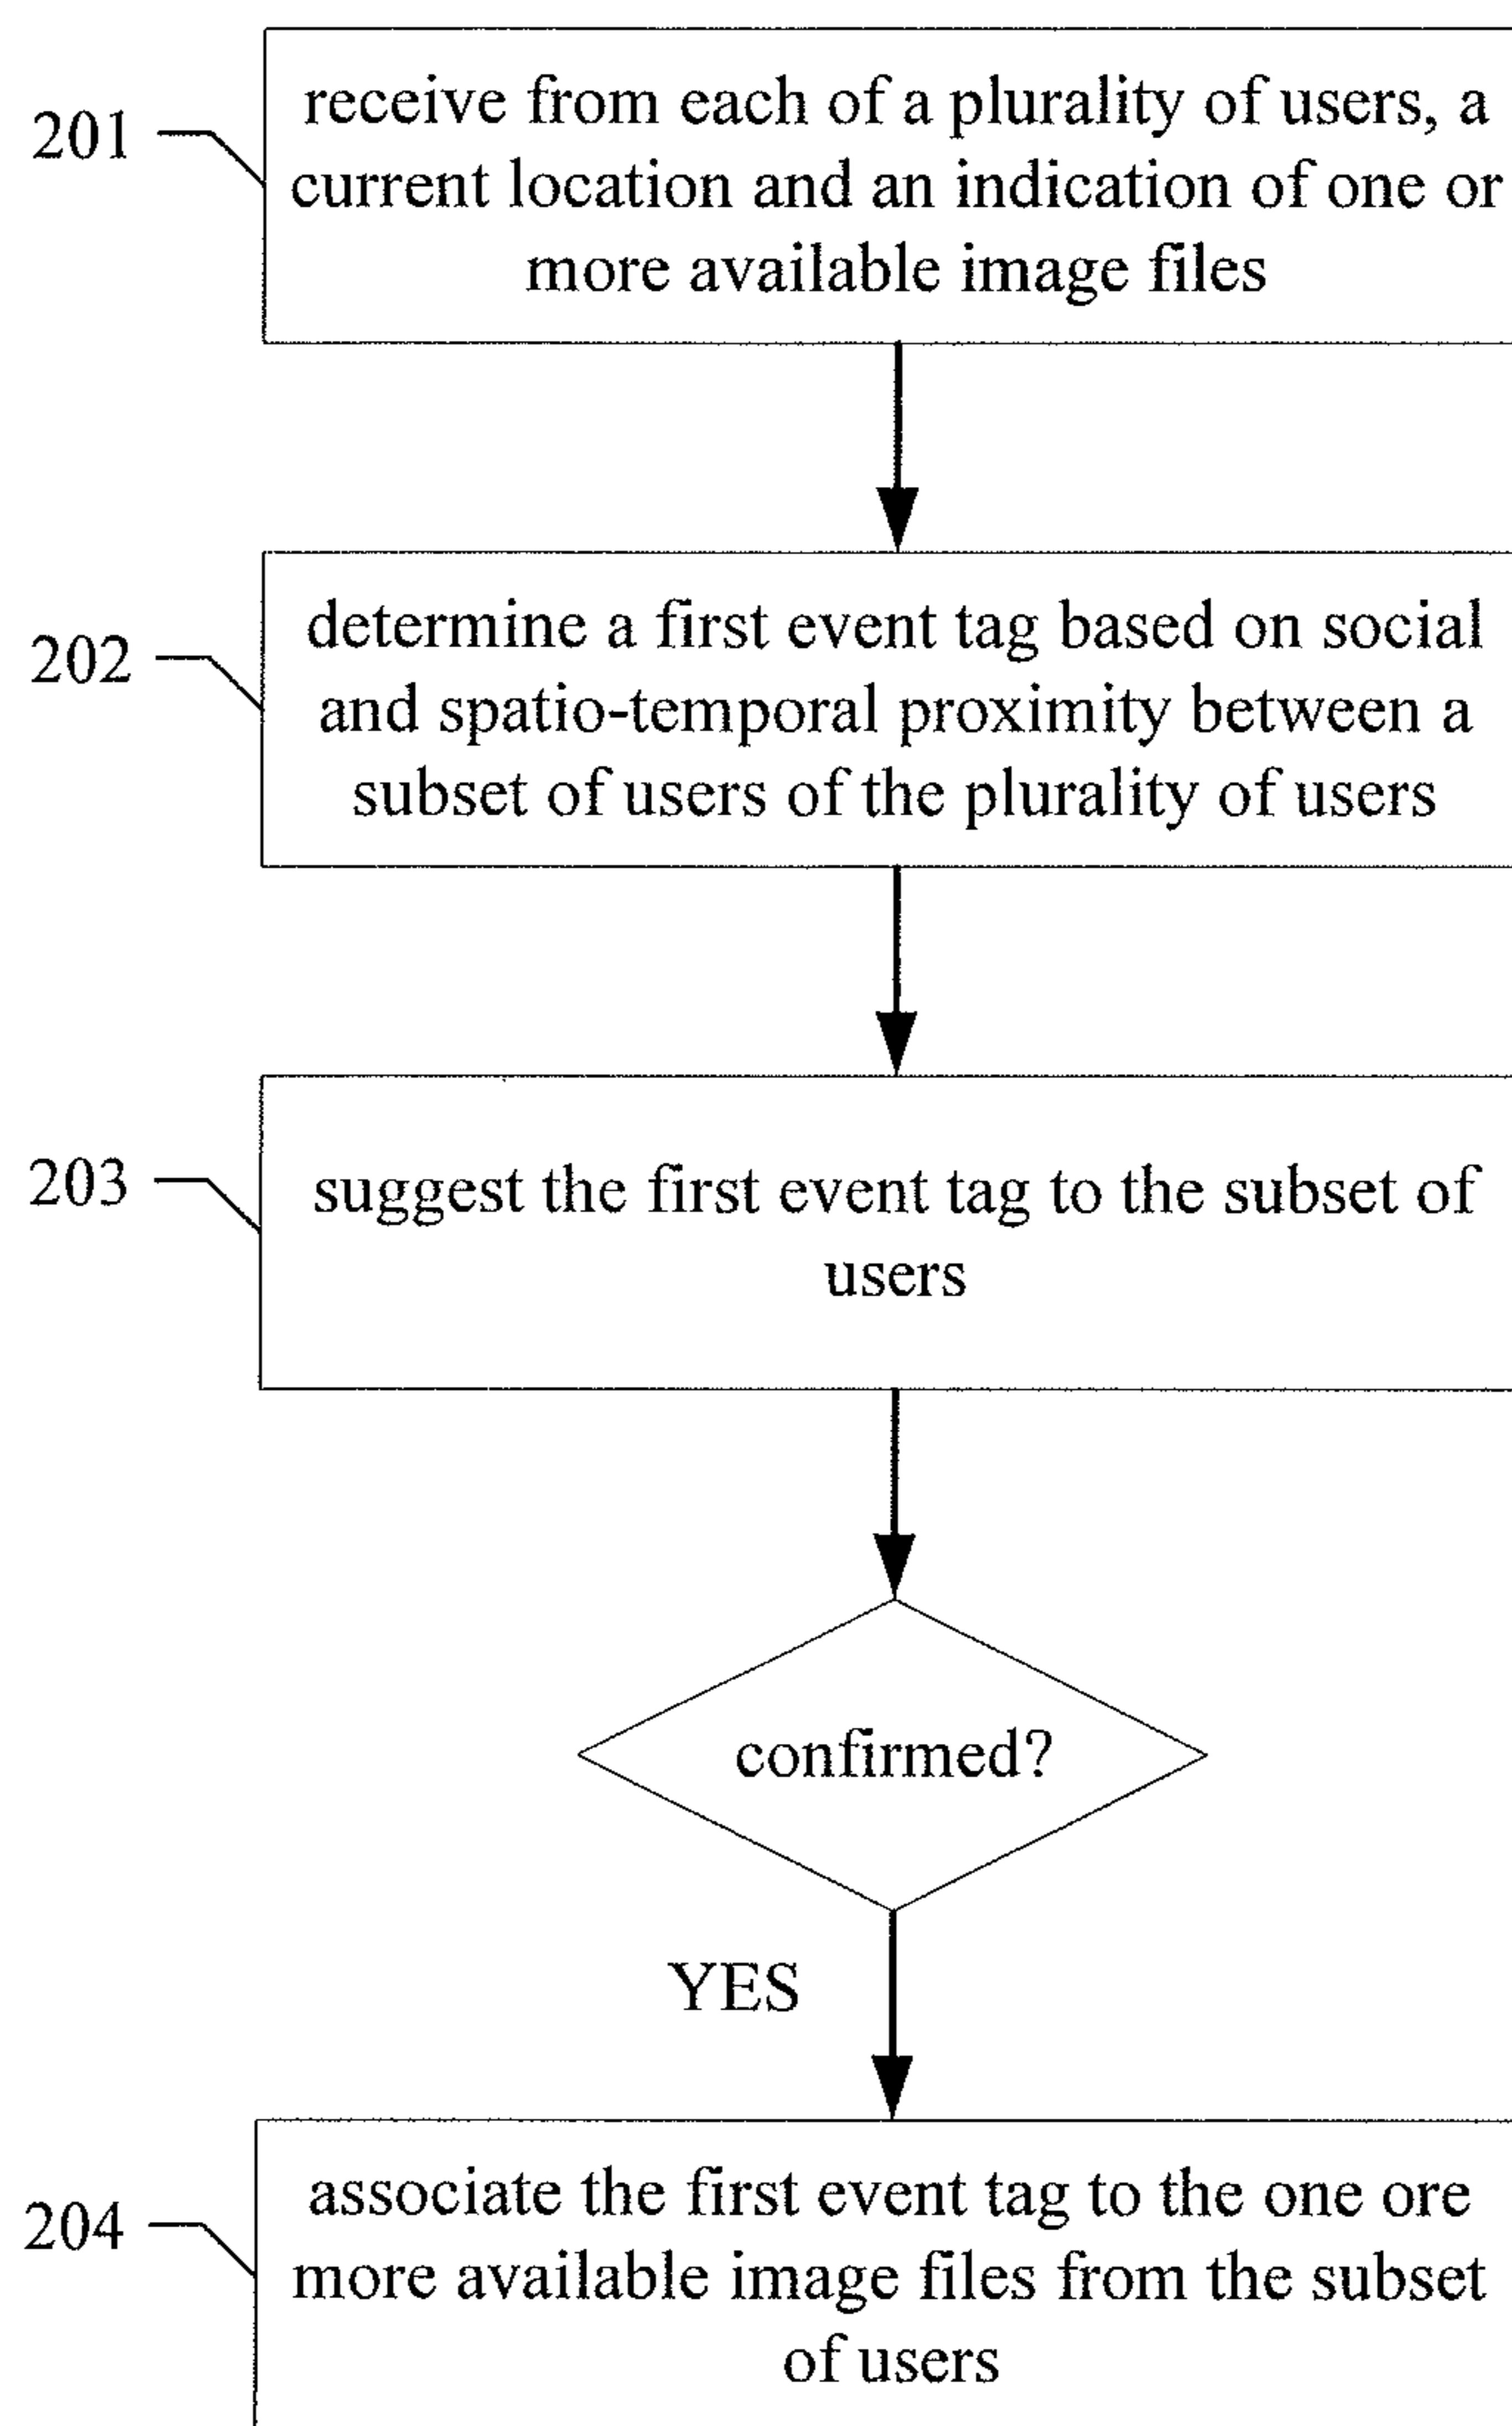 201
receive from each of a plurality of users, a
current location and an indication of one or
more available image files
202
determine a first event tag based on social
and spatio-temporal proximity between a
subset of users of the plurality of users
203
suggest the first event tag to the subset of
users
confirmed?
YES
204
associate the first event tag to the one ore
more available image files from the subset
of users